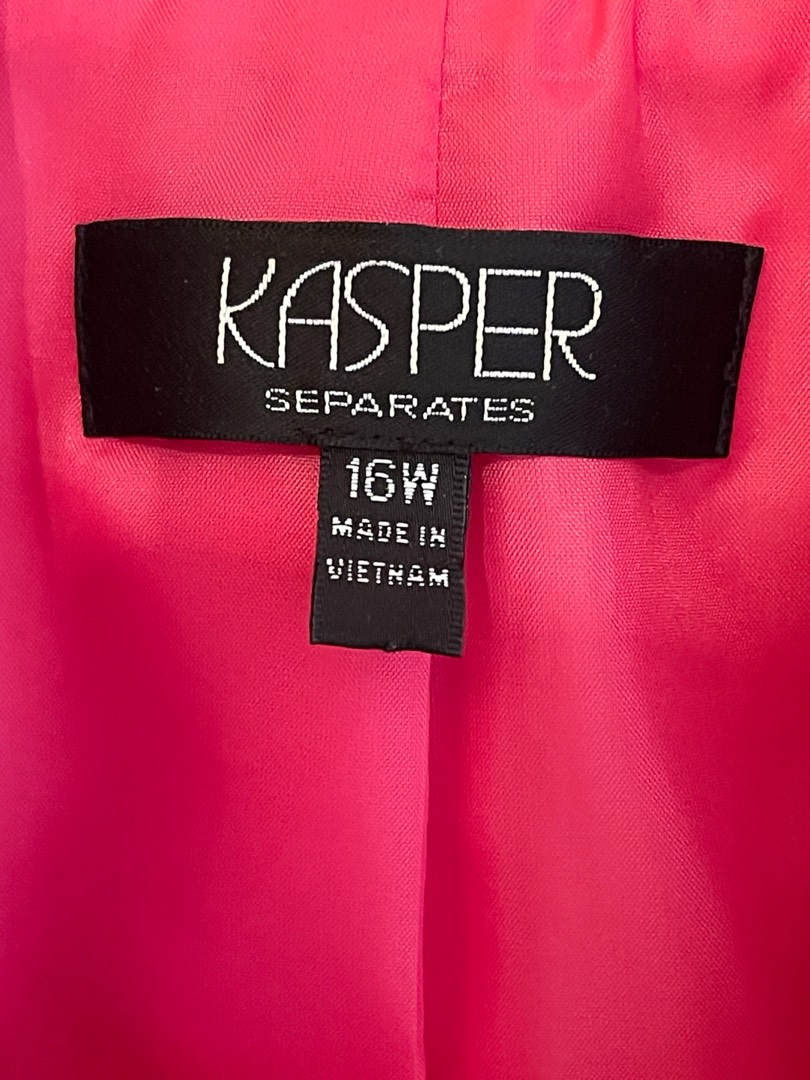 KASPER
SEPARATES
16W
MADE IN
VIETNAM